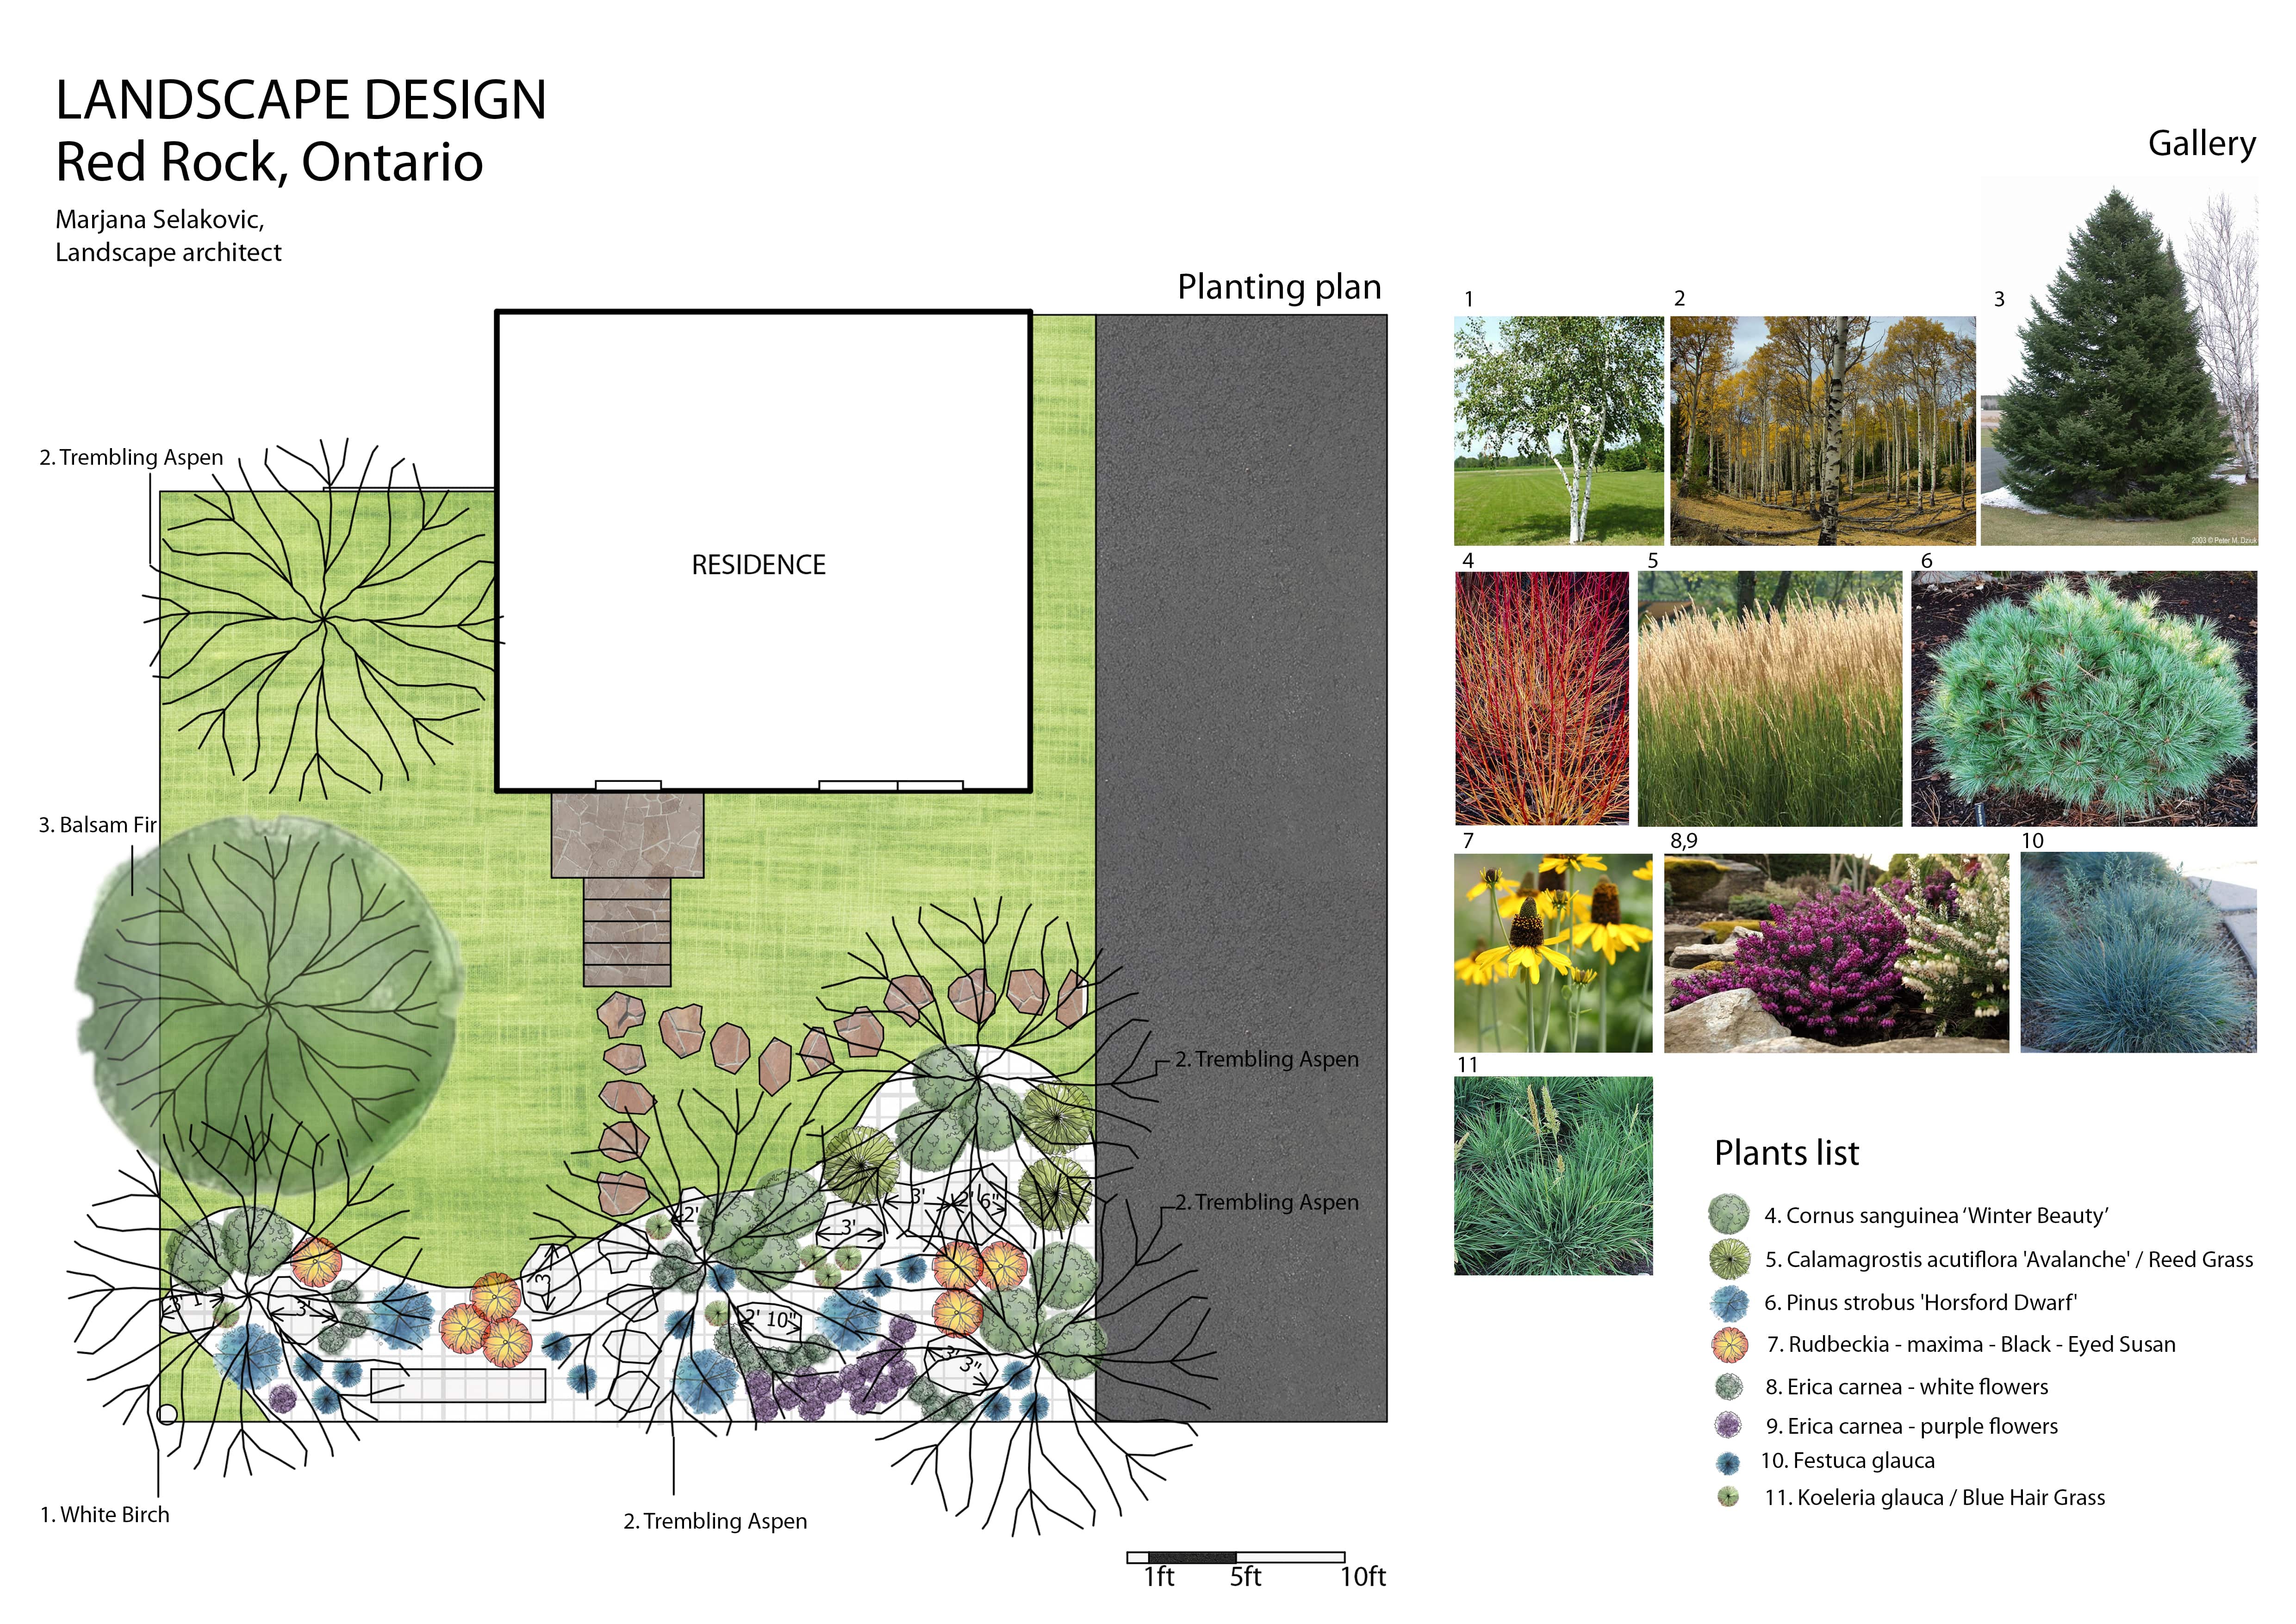 LANDSCAPE DESIGN
Red Rock, Ontario
Marjana Selakovic,
Landscape architect
Planting plan
Gallery
RESIDENCE
2. Trembling Aspen
3. Balsam Fir
2. Trembling Aspen
2. Trembling Aspen
3'
2' 6"
2'
3'
3'
3' 1"
3'
2' 10"
3' 3"
1. White Birch
2. Trembling Aspen
1ft 5ft 10ft
1
2
3
2003 © Peter M. Dziuk
4
5
6
7
8,9
10
11
Plants list
4. Cornus sanguinea ‘Winter Beauty’
5. Calamagrostis acutiflora 'Avalanche' / Reed Grass
6. Pinus strobus 'Horsford Dwarf'
7. Rudbeckia - maxima - Black - Eyed Susan
8. Erica carnea - white flowers
9. Erica carnea - purple flowers
10. Festuca glauca
11. Koeleria glauca / Blue Hair Grass